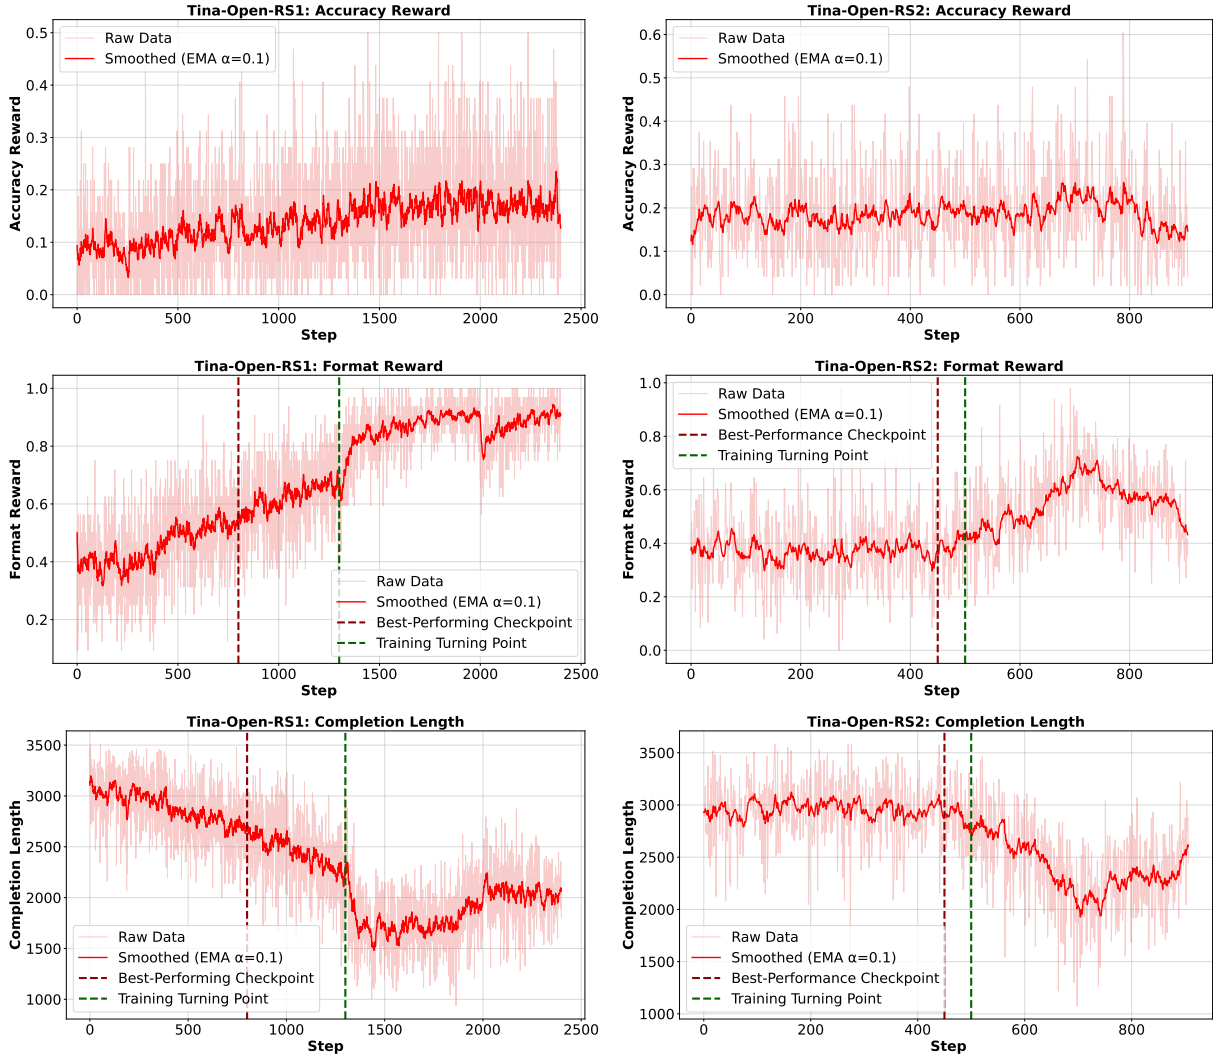 Tina-Open-RS1: Accuracy Reward
0.5
0.4
0.3
0.2
0.1
0.0
Accuracy Reward
Raw Data
Smoothed (EMA α=0.1)
0
500
1000
1500
2000
2500
Step
Tina-Open-RS2: Accuracy Reward
0.6
0.5
0.4
0.3
0.2
0.1
0.0
Accuracy Reward
Raw Data
Smoothed (EMA α=0.1)
0
200
400
600
800
Step
Tina-Open-RS1: Format Reward
1.0
0.8
0.6
0.4
0.2
Format Reward
Raw Data
Smoothed (EMA α=0.1)
Best-Performing Checkpoint
Training Turning Point
0
500
1000
1500
2000
2500
Step
Tina-Open-RS2: Format Reward
1.0
0.8
0.6
0.4
0.2
0.0
Format Reward
Raw Data
Smoothed (EMA α=0.1)
Best-Performance Checkpoint
Training Turning Point
0
200
400
600
800
Step
Tina-Open-RS1: Completion Length
3500
3000
2500
2000
1500
1000
Completion Length
Raw Data
Smoothed (EMA α=0.1)
Best-Performing Checkpoint
Training Turning Point
0
500
1000
1500
2000
2500
Step
Tina-Open-RS2: Completion Length
3500
3000
2500
2000
1500
1000
Completion Length
Raw Data
Smoothed (EMA α=0.1)
Best-Performance Checkpoint
Training Turning Point
0
200
400
600
800
Step